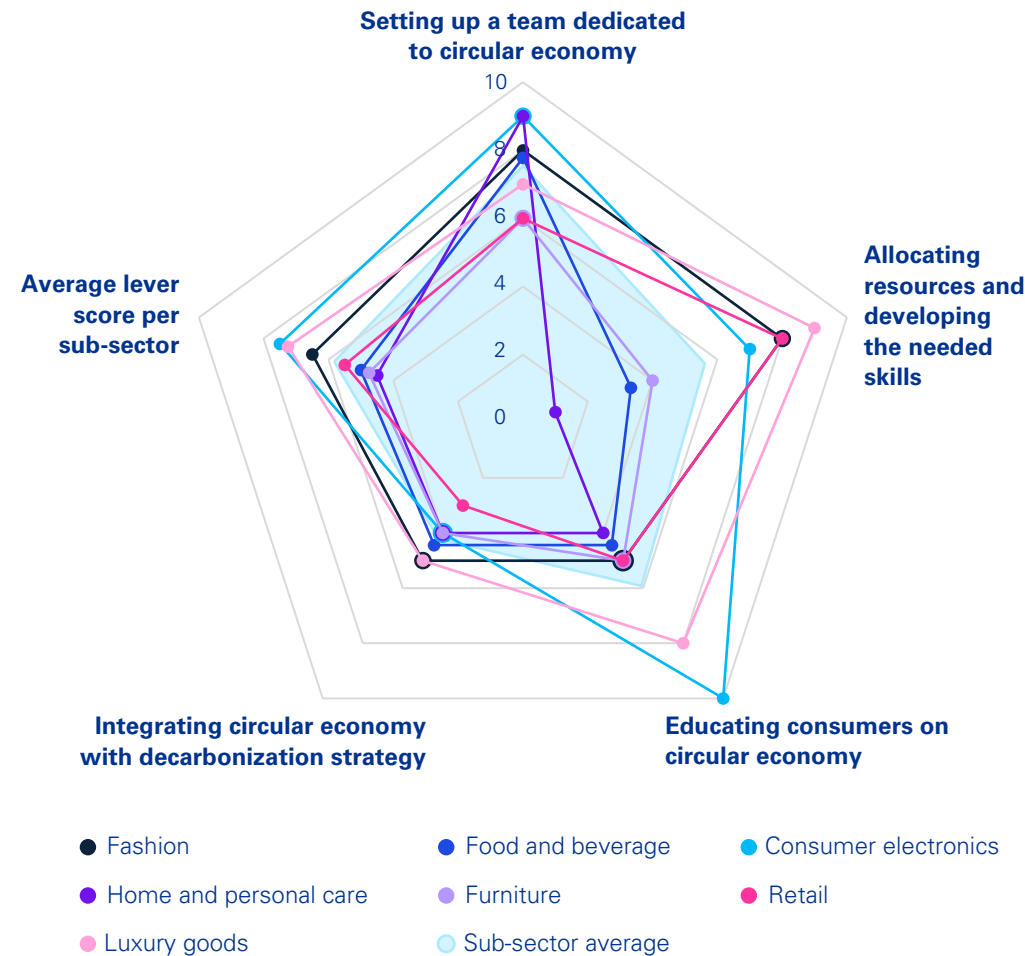 Setting up a team dedicated
to circular economy
10
8
6
4
2
0
Allocating
resources and
developing
the needed
skills
Average lever
score per
sub-sector
Integrating circular economy
with decarbonization strategy
Educating consumers on
circular economy
Fashion
Food and beverage
Consumer electronics
Home and personal care
Furniture
Retail
Luxury goods
Sub-sector average